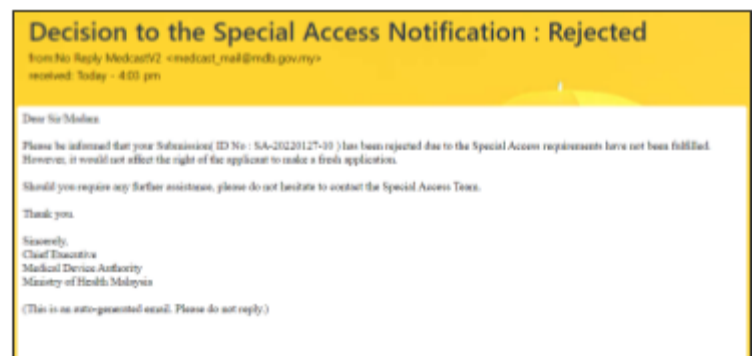 Decision to the Special Access Notification : Rejected
from:No Reply MedcastV2 <medcast_mail@mdb.gov.my>
received: Today - 4:03 pm
Dear Sir/Madam
Please be informed that your Submission( ID No : SA-20220127-10 ) has been rejected due to the Special Access requirements have not been fulfilled.
However, it would not affect the right of the applicant to make a fresh application.
Should you require any further assistance, please do not hesitate to contact the Special Access Team.
Thank you.
Sincerely,
Chief Executive
Medical Device Authority
Ministry of Health Malaysia
(This is an auto-generated email. Please do not reply.)